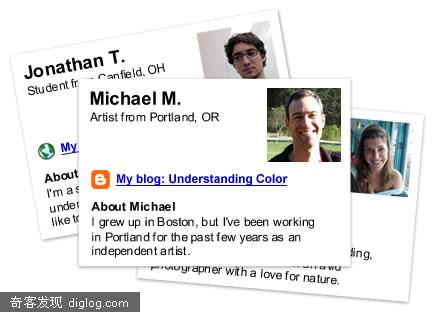 Jonathan T.
Student from Canfield, OH
My
About
I'm a s
unde
like to
Michael M.
Artist from Portland, OR
My blog: Understanding Color
About Michael
I grew up in Boston, but I've been working
in Portland for the past few years as an
independent artist.
ding,
photographer with a love for nature.
奇客发现 diglog.com